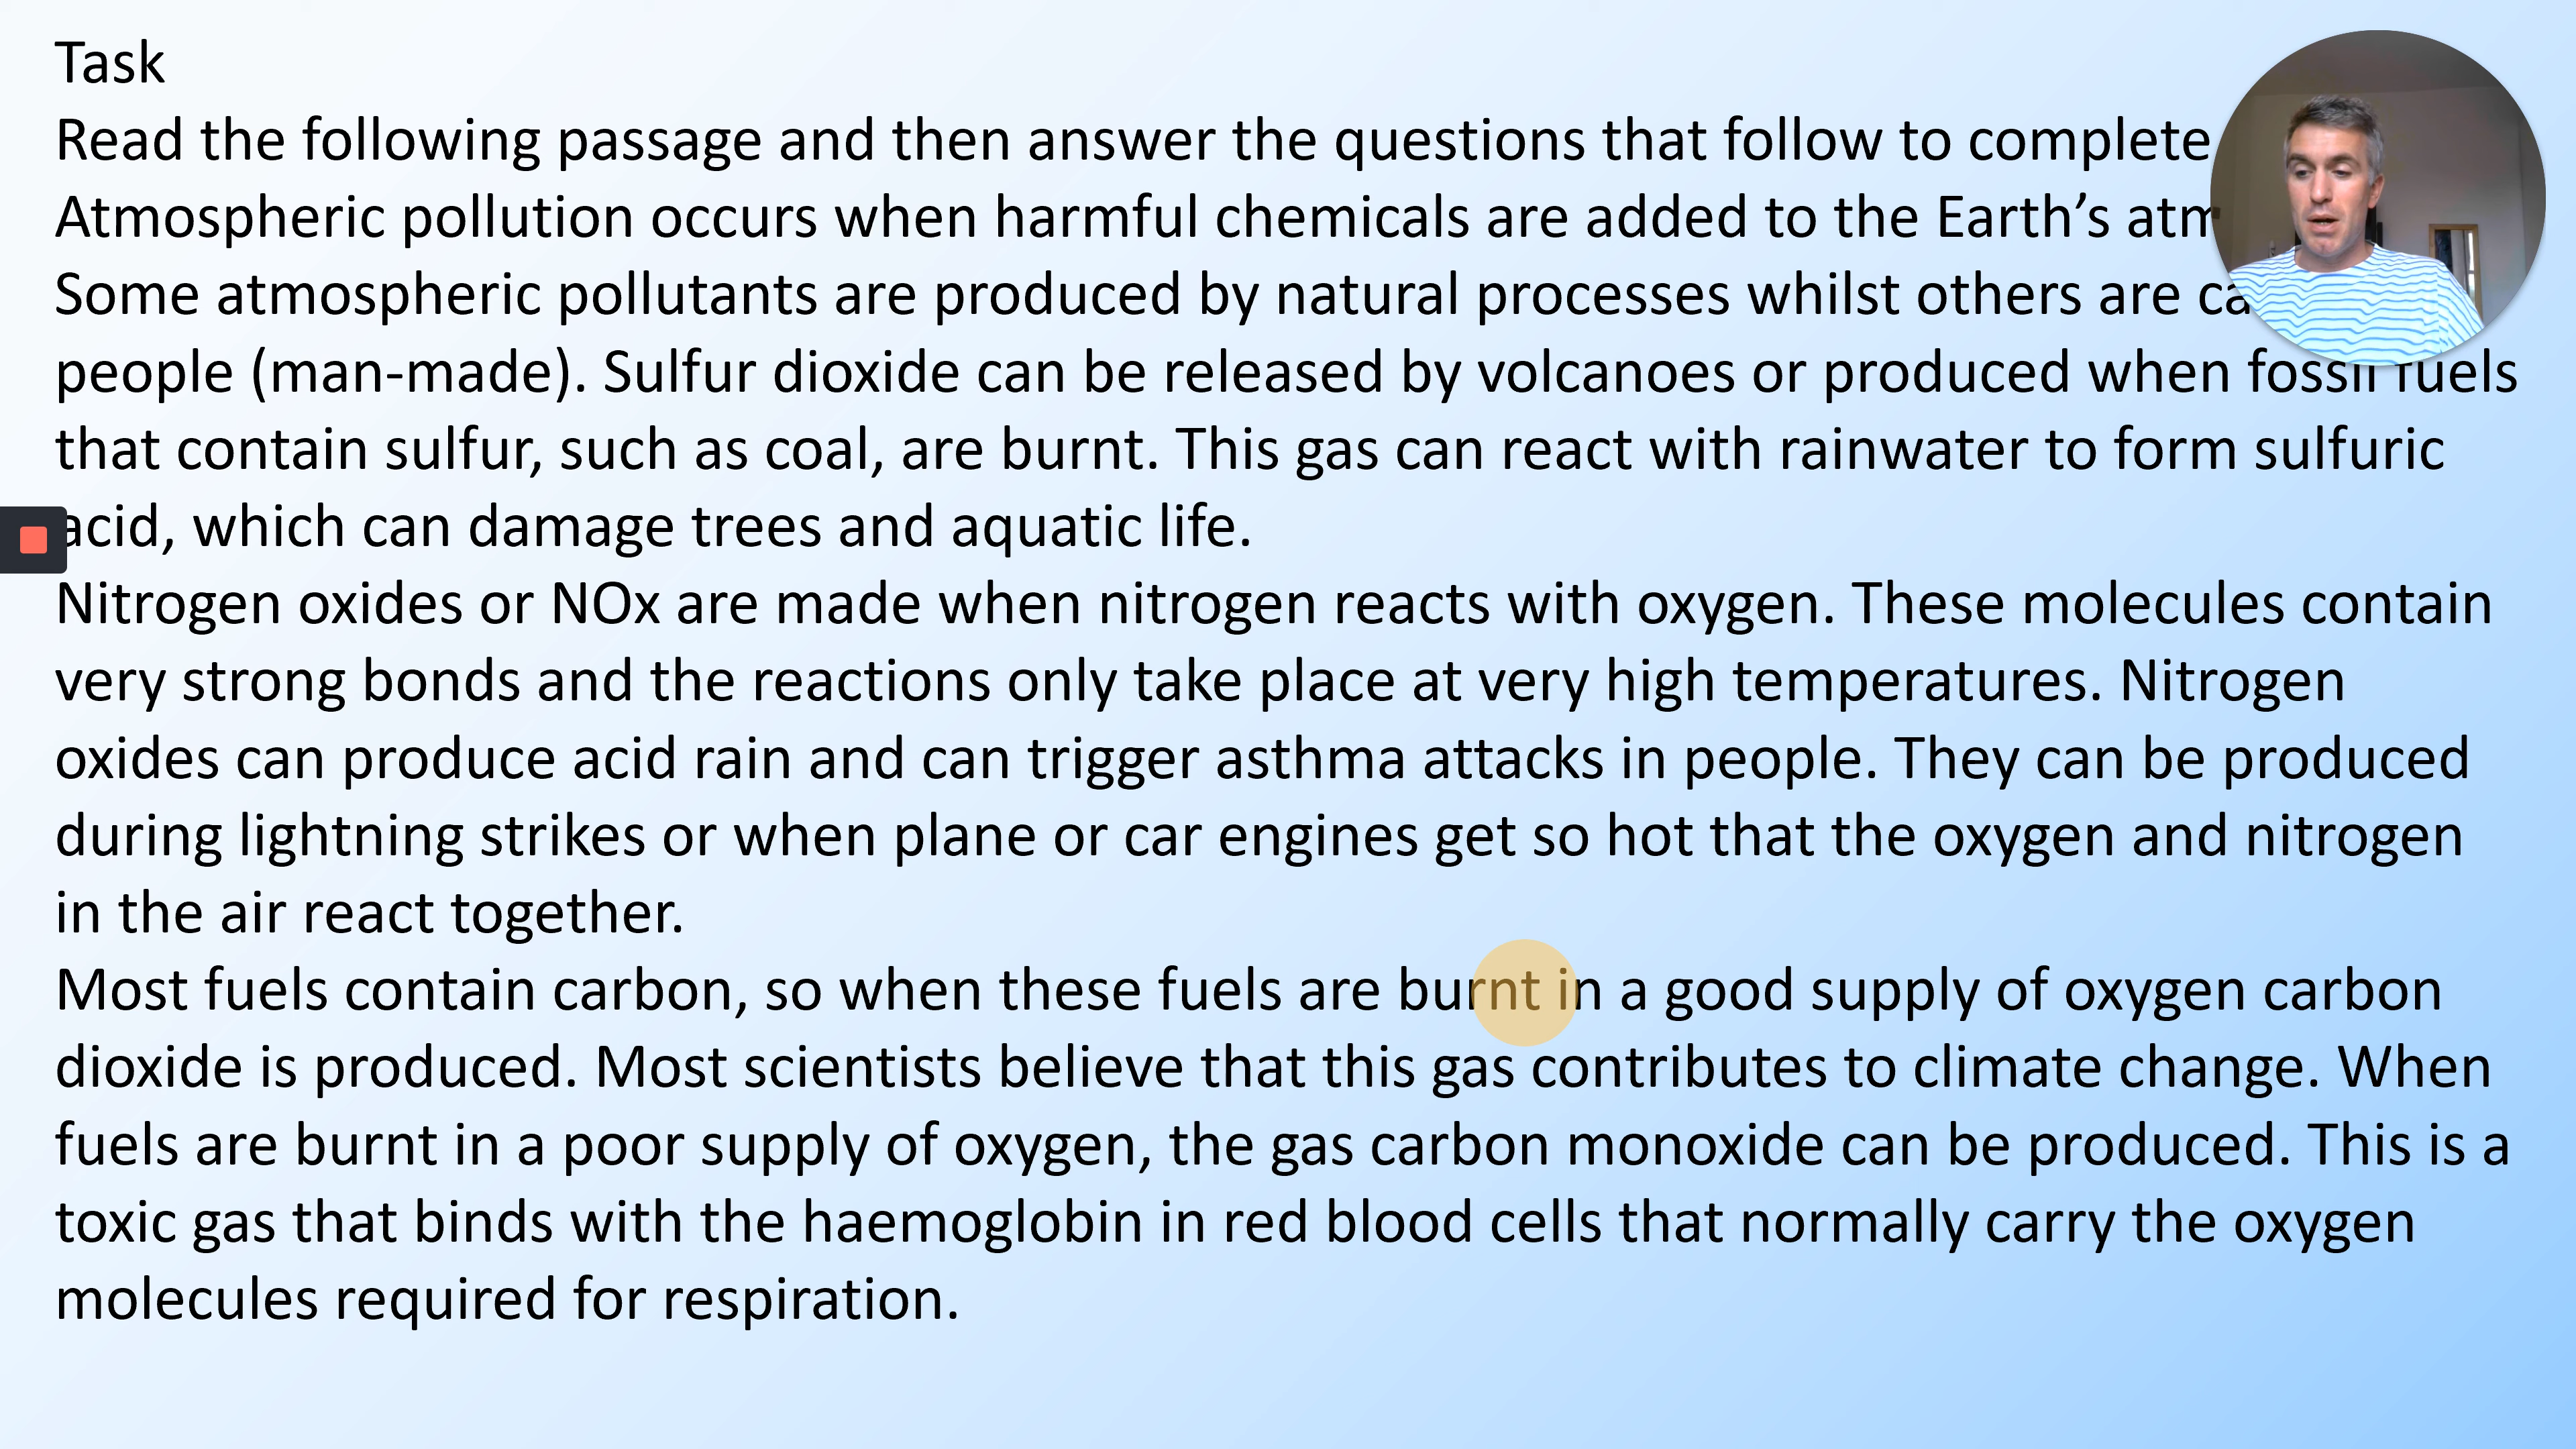 Task
Read the following passage and then answer the questions that follow to complete
Atmospheric pollution occurs when harmful chemicals are added to the Earth’s
Some atmospheric pollutants are produced by natural processes whilst others are
people (man-made). Sulfur dioxide can be released by volcanoes or produced when fossil fuels
that contain sulfur, such as coal, are burnt. This gas can react with rainwater to form sulfuric
acid, which can damage trees and aquatic life.
Nitrogen oxides or NOx are made when nitrogen reacts with oxygen. These molecules contain
very strong bonds and the reactions only take place at very high temperatures. Nitrogen
oxides can produce acid rain and can trigger asthma attacks in people. They can be produced
during lightning strikes or when plane or car engines get so hot that the oxygen and nitrogen
in the air react together.
Most fuels contain carbon, so when these fuels are burnt in a good supply of oxygen carbon
dioxide is produced. Most scientists believe that this gas contributes to climate change. When
fuels are burnt in a poor supply of oxygen, the gas carbon monoxide can be produced. This is a
toxic gas that binds with the haemoglobin in red blood cells that normally carry the oxygen
molecules required for respiration.